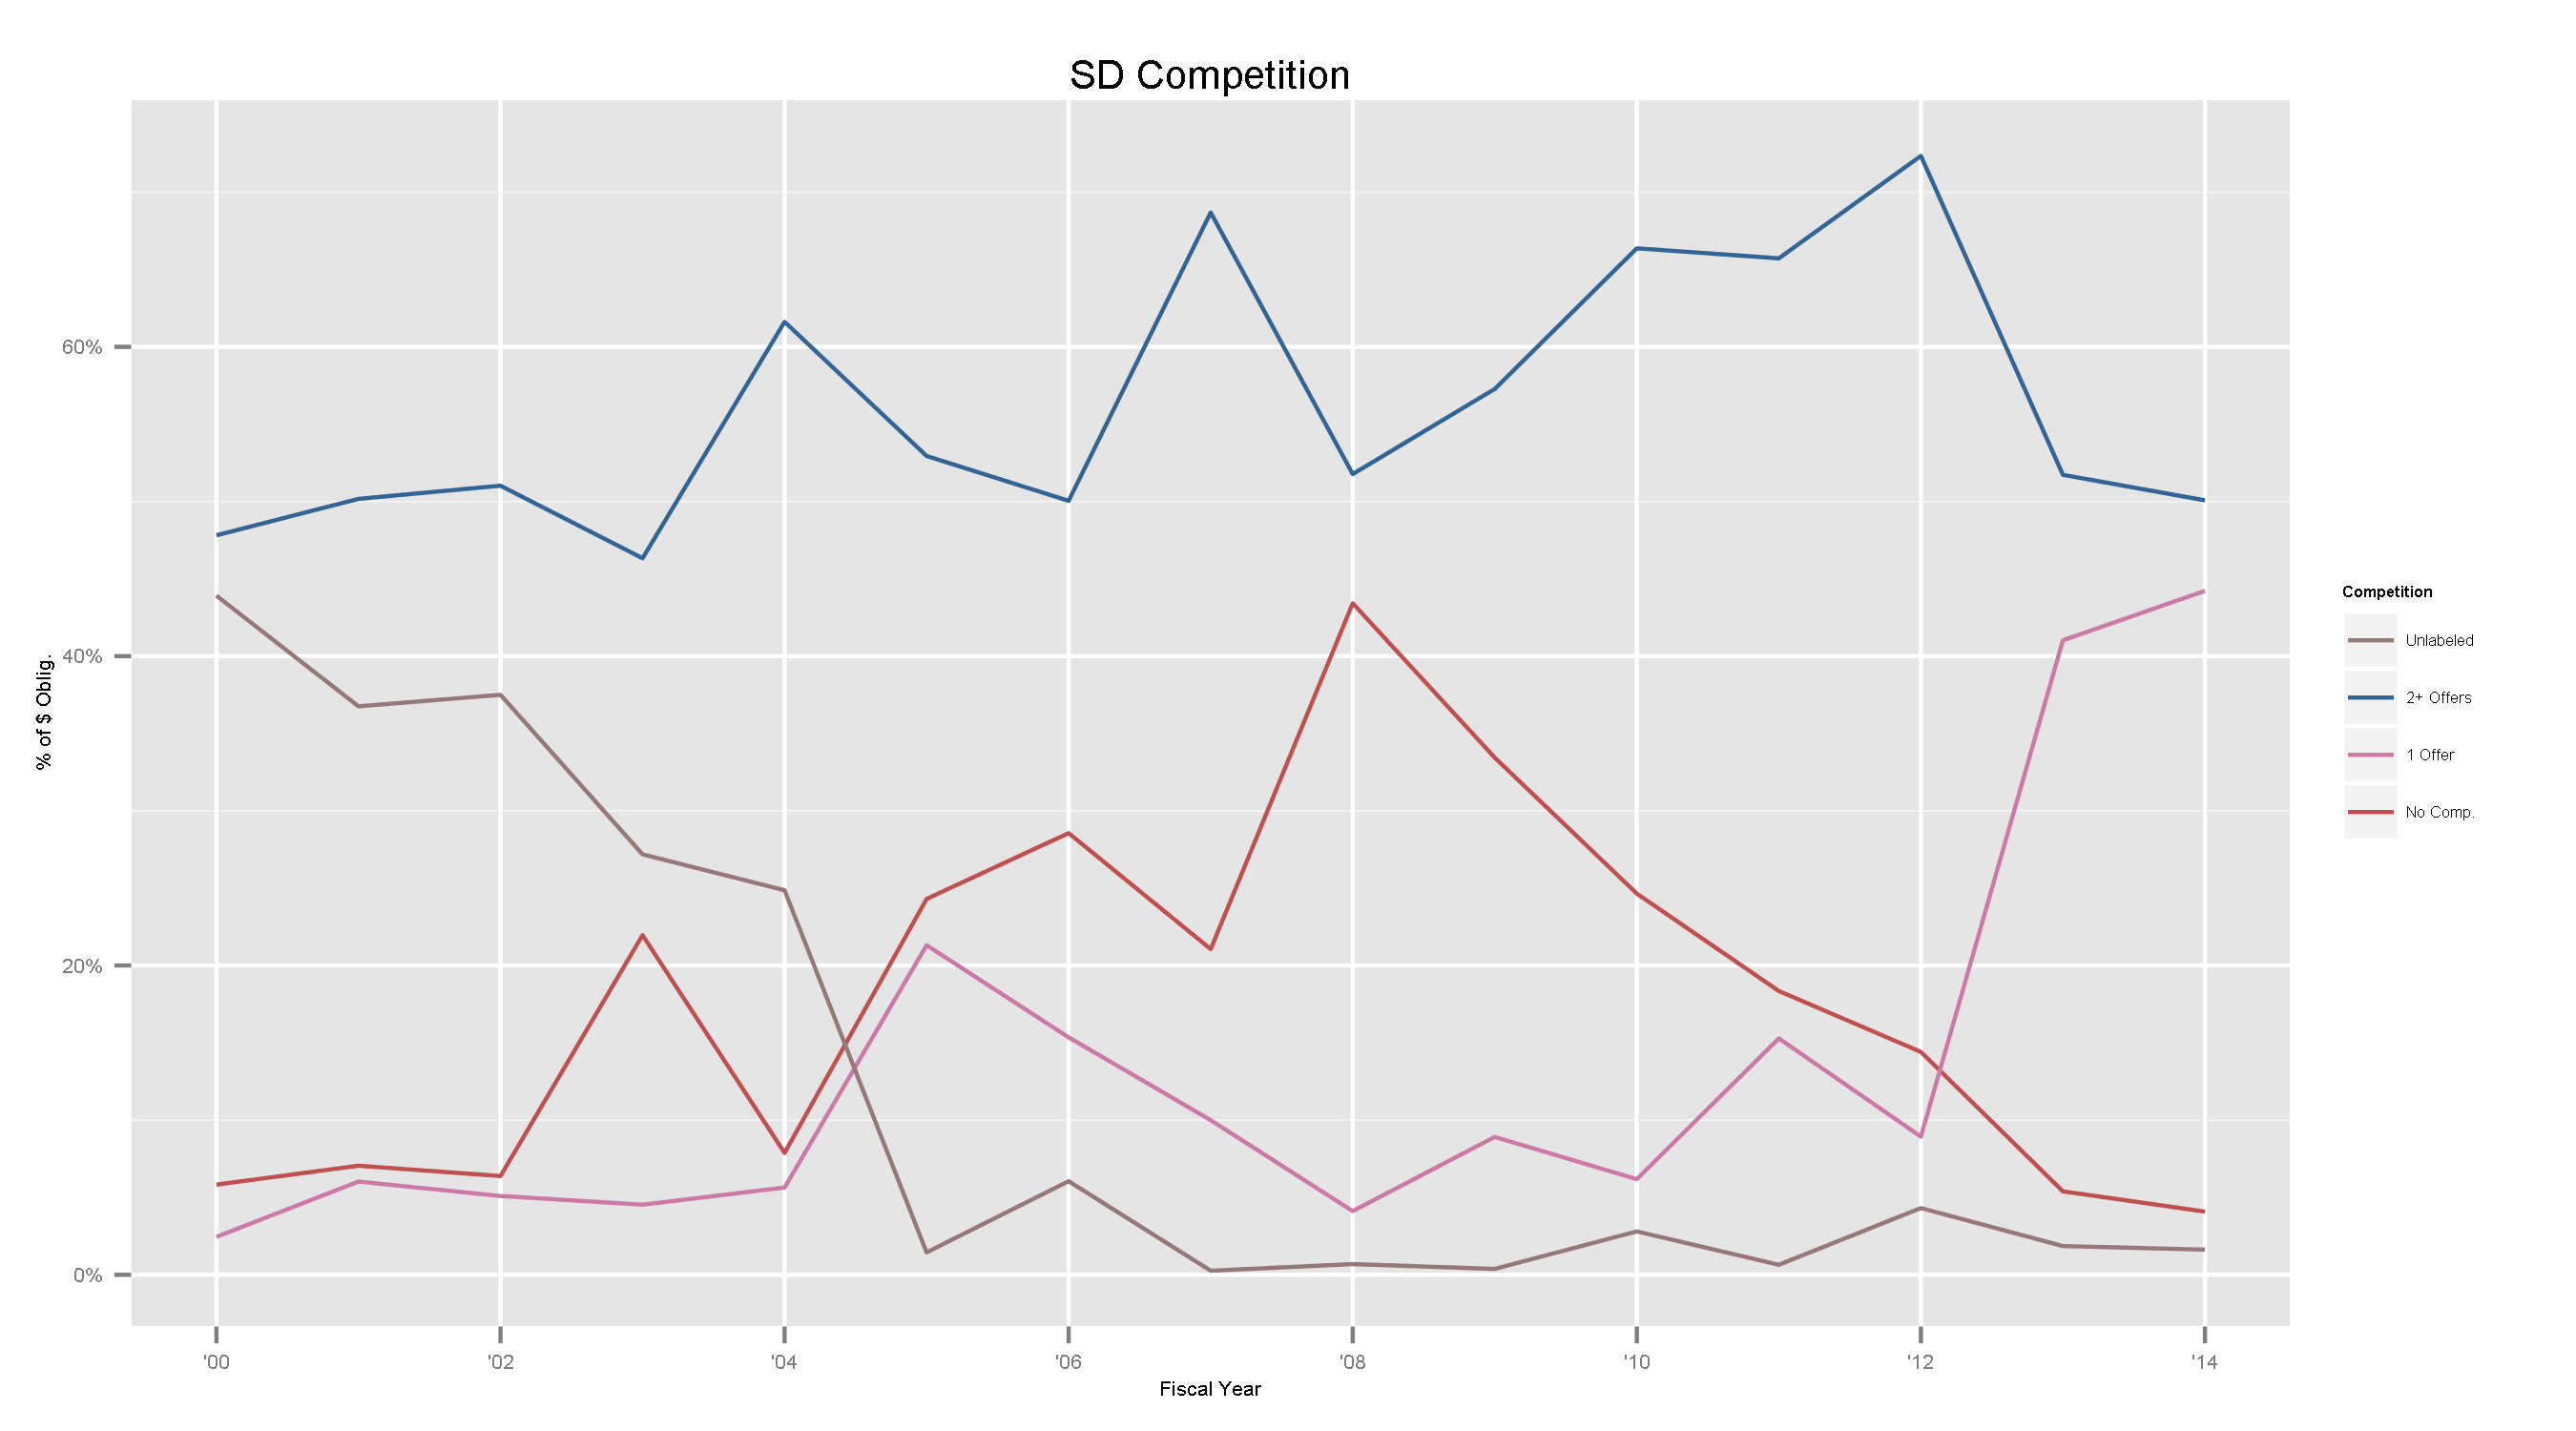 SD Competition
% of $ Oblig.
60%
40%
20%
0%
'00 '02 '04 '06 '08 '10 '12 '14
Fiscal Year
Competition
Unlabeled
2+ Offers
1 Offer
No Comp.